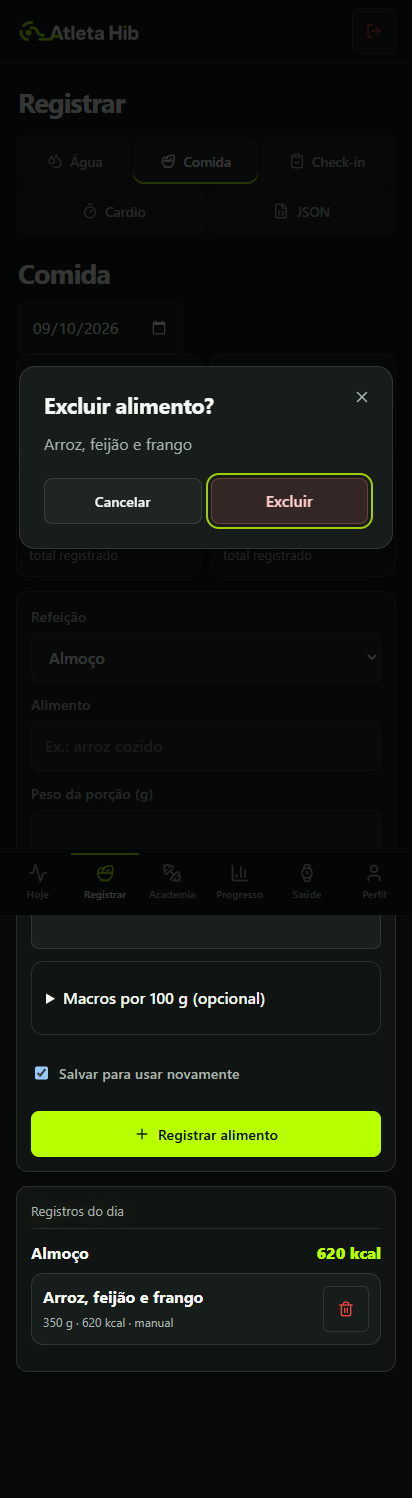 Atleta Hib
Registrar
Água
Comida
Check-in
Cardio
JSON
Comida
09/10/2026
Excluir alimento?
Arroz, feijão e frango
Cancelar
Excluir
total registrado
total registrado
Refeição
Almoço
Alimento
Ex.: arroz cozido
Peso da porção (g)
Hoje
Registrar
Academia
Progresso
Saúde
Perfil
Macros por 100 g (opcional)
Salvar para usar novamente
+ Registrar alimento
Registros do dia
Almoço
620 kcal
Arroz, feijão e frango
350 g · 620 kcal · manual